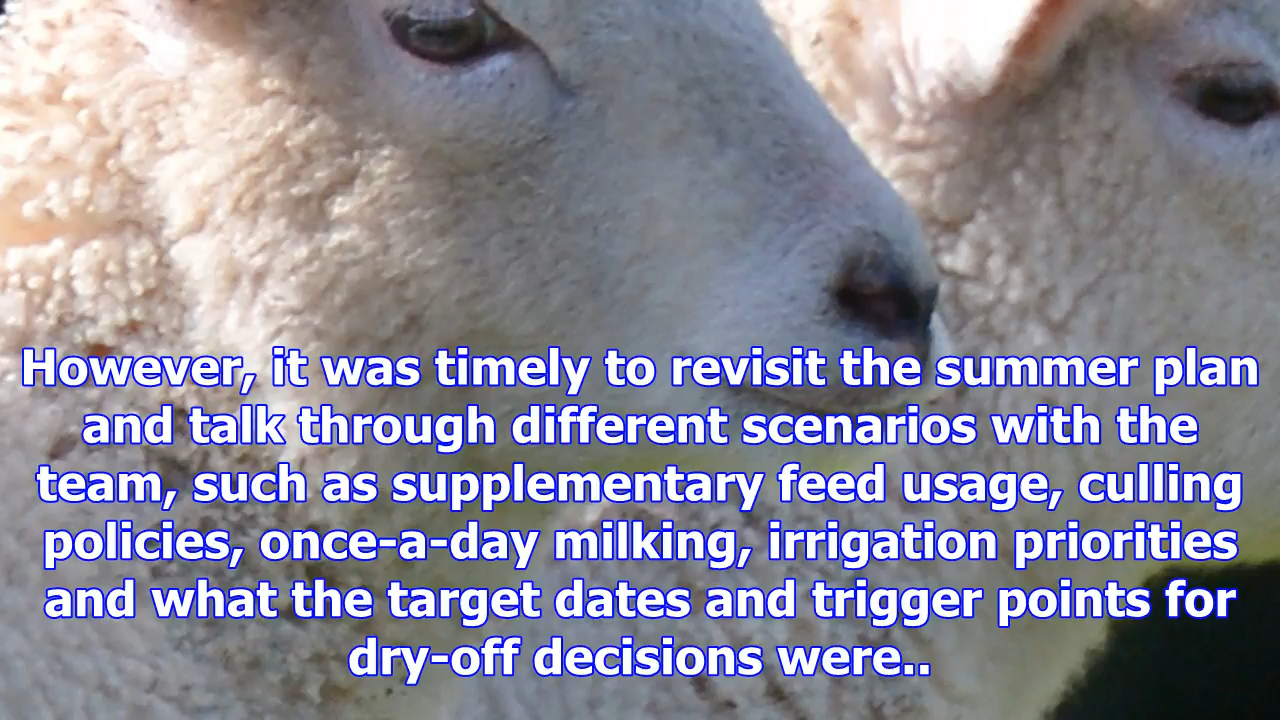 However, it was timely to revisit the summer plan
and talk through different scenarios with the
team, such as supplementary feed usage, culling
policies, once-a-day milking, irrigation priorities
and what the target dates and trigger points for
dry-off decisions were..